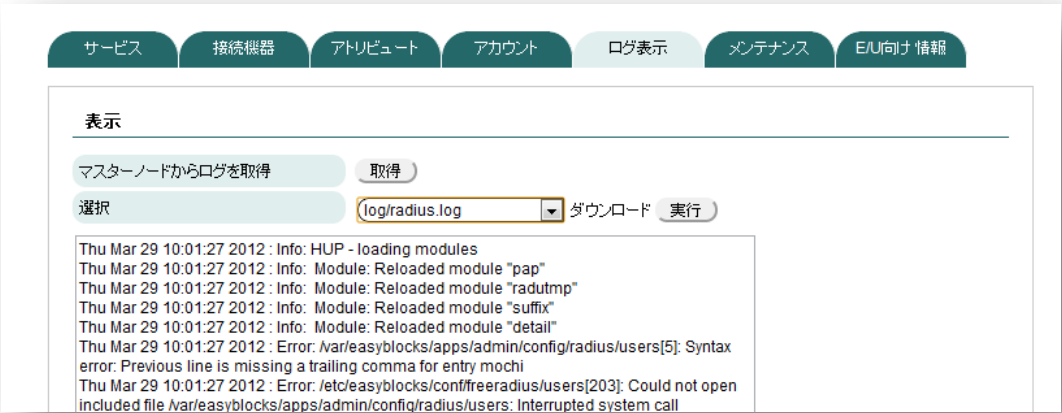 サービス 接続機器 アトリビュート アカウント ログ表示 メンテナンス E/U向け情報
表示
マスターノードからログを取得 取得
選択 log/radius.log ダウンロード 実行
Thu Mar 29 10:01:27 2012 : Info: HUP - loading modules
Thu Mar 29 10:01:27 2012 : Info:  Module: Reloaded module "pap"
Thu Mar 29 10:01:27 2012 : Info:  Module: Reloaded module "radutmp"
Thu Mar 29 10:01:27 2012 : Info:  Module: Reloaded module "suffix"
Thu Mar 29 10:01:27 2012 : Info:  Module: Reloaded module "detail"
Thu Mar 29 10:01:27 2012 : Error: /var/easyblocks/apps/admin/config/radius/users[5]: Syntax
error: Previous line is missing a trailing comma for entry mochi
Thu Mar 29 10:01:27 2012 : Error: /etc/easyblocks/conf/freeradius/users[203]: Could not open
included file /var/easyblocks/apps/admin/config/radius/users: Interrupted system call